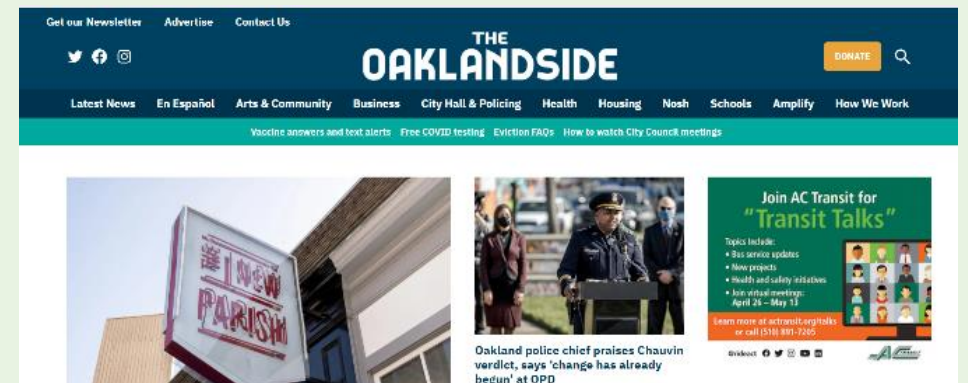 Get our Newsletter Advertise Contact Us
THE
OAKLANDSIDE
DONATE
Latest News En Español Arts & Community Business City Hall & Policing Health Housing Nosh Schools Amplify How We Work
Vaccine answers and text alerts Free COVID testing Eviction FAQs How to watch City Council meetings
THE NEW
PARISH
Oakland police chief praises Chauvin
verdict, says 'change has already
begun' at OPD
Join AC Transit for
"Transit Talks"
Topics Include:
• Bus service updates
• New projects
• Health and safety initiatives
• Join virtual meetings:
April 26 – May 13
Learn more at actransit.org/talks
or call (510) 891-7205
@rideact
AC